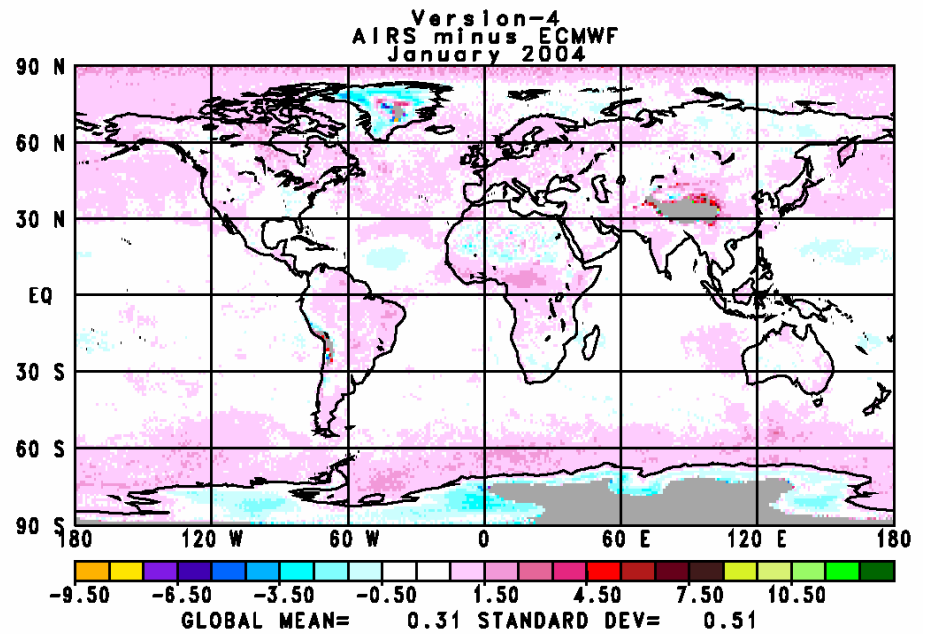 Version-4
AIRS minus ECMWF
January 2004
90 N
60 N
30 N
EQ
30 S
60 S
90 S
180 120 W 60 W 0 60 E 120 E 180
-9.50 -6.50 -3.50 -0.50 1.50 4.50 7.50 10.50
GLOBAL MEAN= 0.31 STANDARD DEV= 0.51